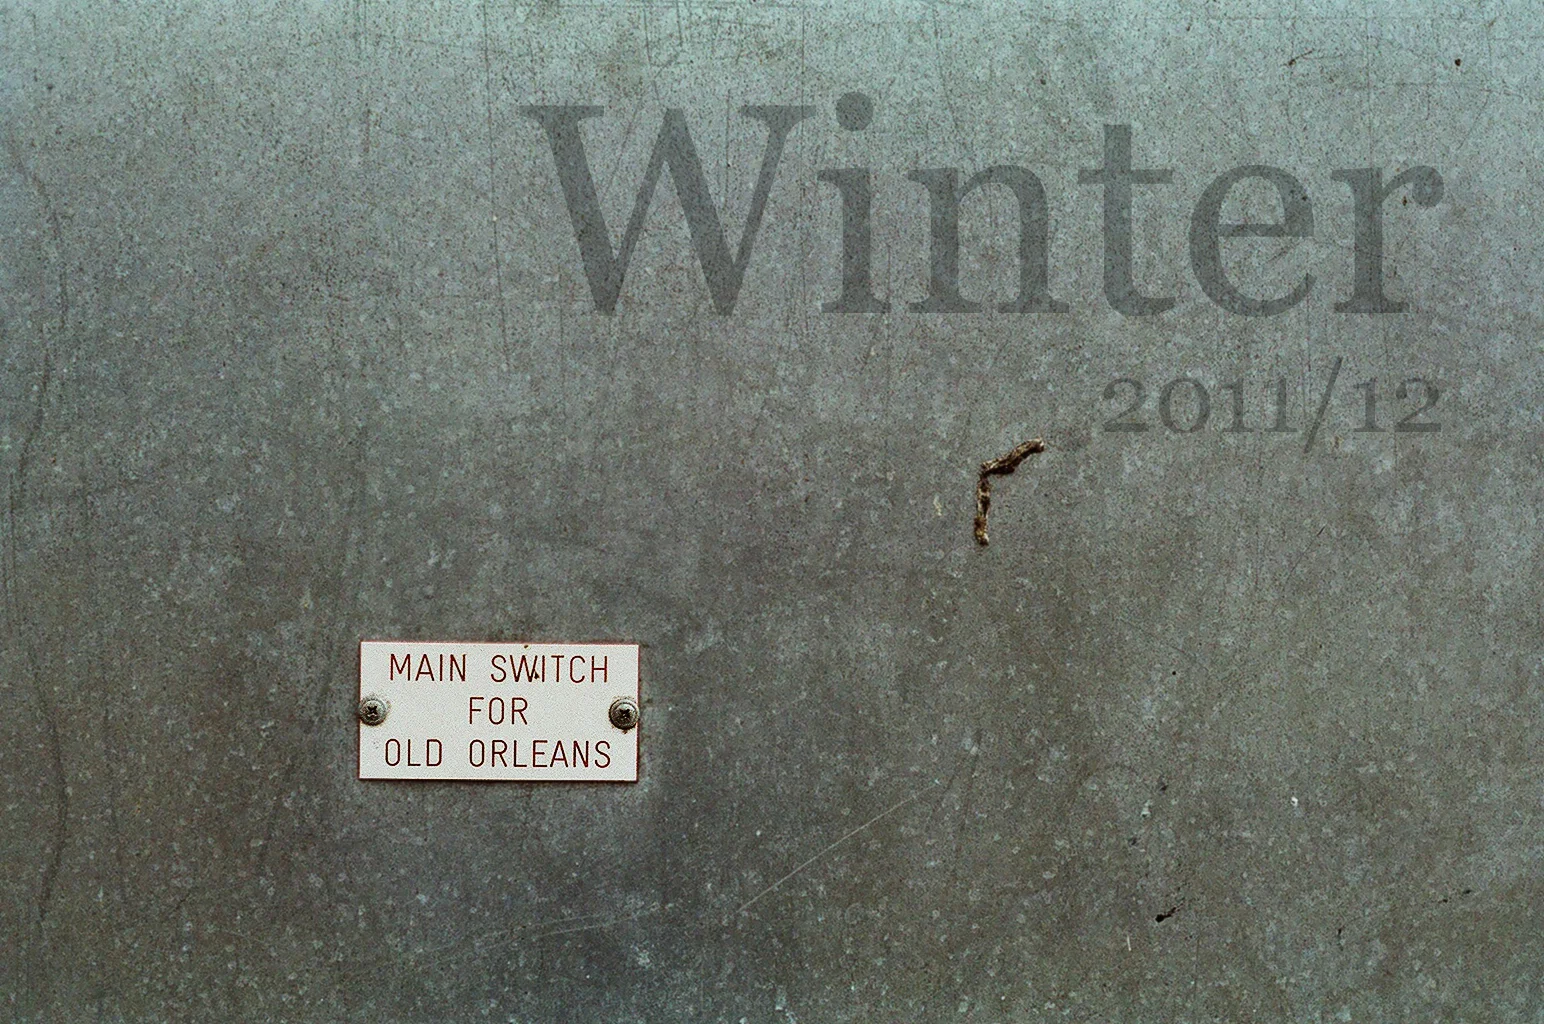 Winter
2011/12
MAIN SWITCH
FOR
OLD ORLEANS